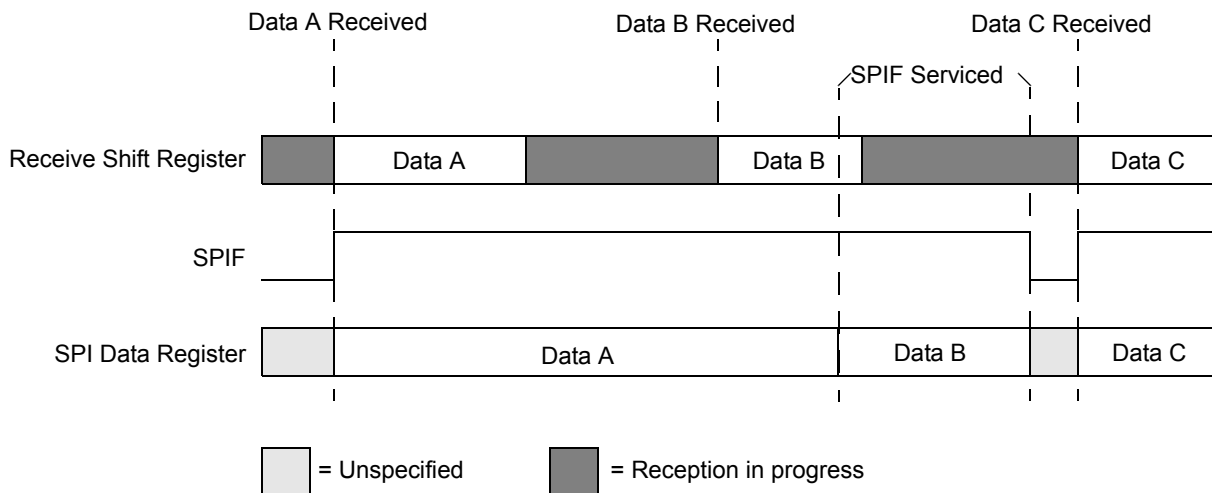 Data A Received
Data B Received
Data C Received
SPIF Serviced
Receive Shift Register
Data A
Data B
Data C
SPIF
SPI Data Register
Data A
Data B
Data C
= Unspecified
= Reception in progress